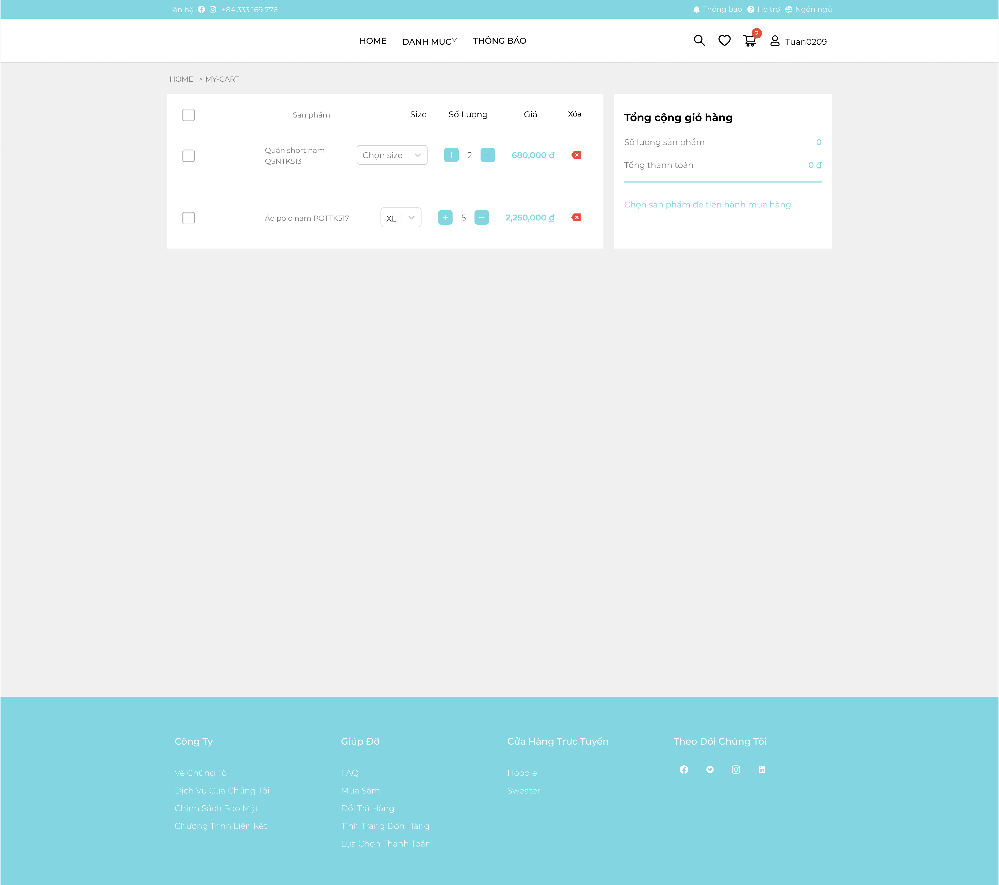 Liên hệ +84 333 169 776
Thông báo Hỗ trợ Ngôn ngữ
HOME DANH MỤC THÔNG BÁO
2
Tuan0209
HOME > MY-CART
Sản phẩm Size Số Lượng Giá Xóa
Quần short nam
QSNTK513
Chọn size + 2 − 680,000 ₫
Áo polo nam POTTK517 XL + 5 − 2,250,000 ₫
Tổng cộng giỏ hàng
Số lượng sản phẩm 0
Tổng thanh toán 0 ₫
Chọn sản phẩm để tiến hành mua hàng
Công Ty
Về Chúng Tôi
Dịch Vụ Của Chúng Tôi
Chính Sách Bảo Mật
Chương Trình Liên Kết
Giúp Đỡ
FAQ
Mua Sắm
Đổi Trả Hàng
Tình Trạng Đơn Hàng
Lựa Chọn Thanh Toán
Cửa Hàng Trực Tuyến
Hoodie
Sweater
Theo Dõi Chúng Tôi